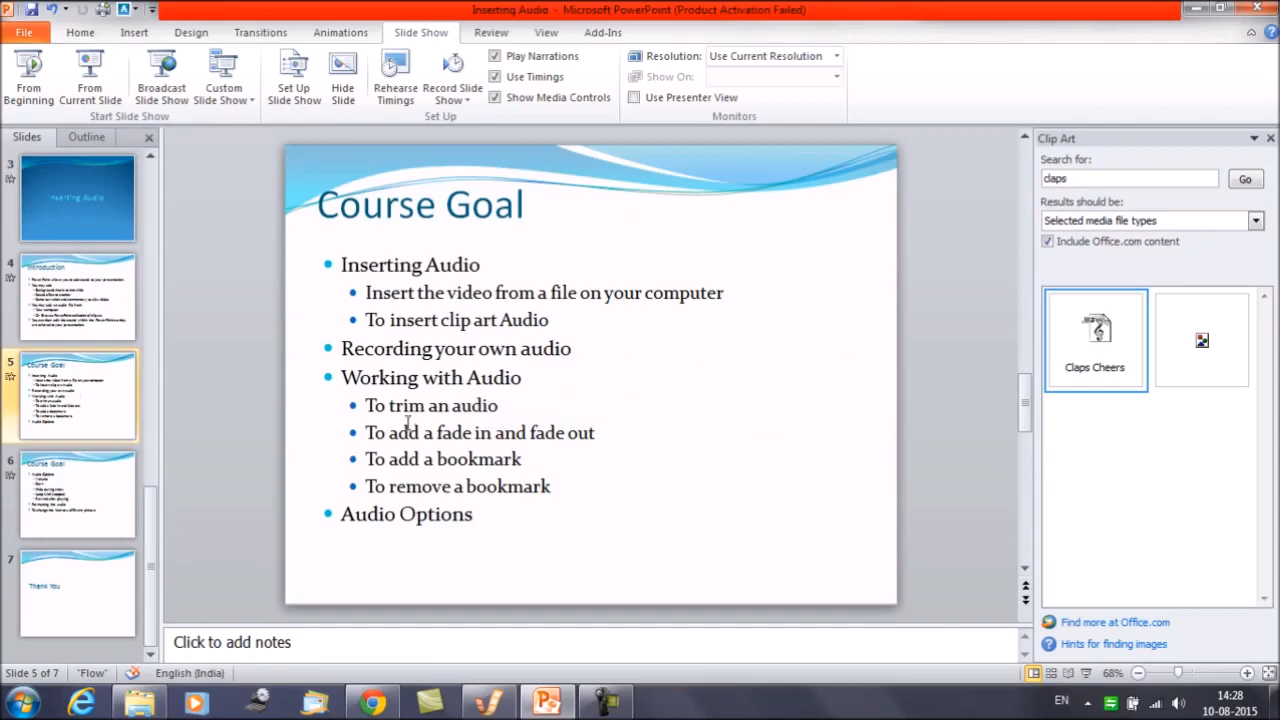 Inserting Audio - Microsoft PowerPoint (Product Activation Failed)
File Home Insert Design Transitions Animations Slide Show Review View Add-Ins
From Beginning
From Current Slide
Broadcast Slide Show
Custom Slide Show
Set Up Slide Show
Hide Slide
Rehearse Timings
Record Slide Show
Play Narrations
Use Timings
Show Media Controls
Resolution: Use Current Resolution
Show On:
Use Presenter View
Start Slide Show
Set Up
Monitors
Slides Outline
3
Inserting Audio
4
Introduction
5
Course Goal
6
Course Goal
7
Thank You
Course Goal
Inserting Audio
Insert the video from a file on your computer
To insert clip art Audio
Recording your own audio
Working with Audio
To trim an audio
To add a fade in and fade out
To add a bookmark
To remove a bookmark
Audio Options
Click to add notes
Clip Art
Search for:
claps
Go
Results should be:
Selected media file types
Include Office.com content
Claps Cheers
Find more at Office.com
Hints for finding images
Slide 5 of 7 "Flow" English (India) 68%
EN
14:28
10-08-2015